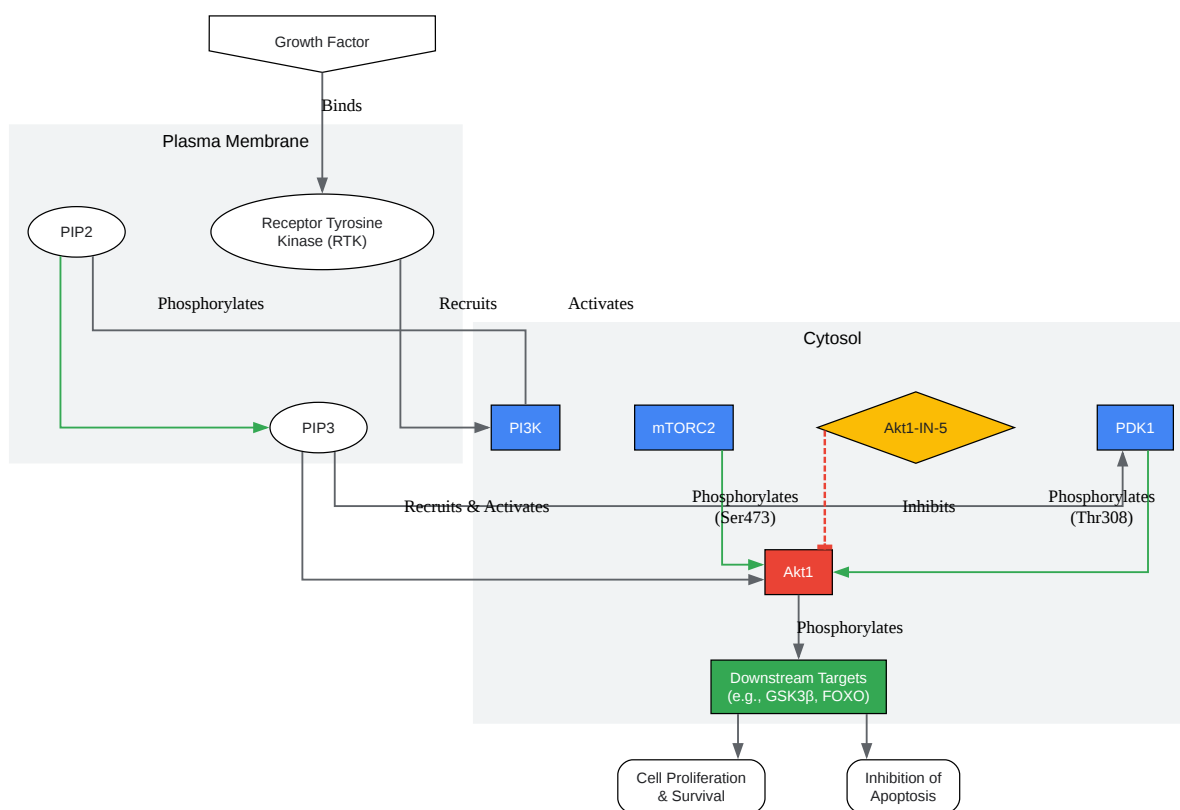 Growth Factor
Binds
Plasma Membrane
PIP2
Receptor Tyrosine
Kinase (RTK)
Phosphorylates
Recruits
Activates
Cytosol
PIP3
PI3K
mTORC2
Akt1-IN-5
PDK1
Recruits & Activates
Phosphorylates
(Ser473)
Inhibits
Phosphorylates
(Thr308)
Akt1
Phosphorylates
Downstream Targets
(e.g., GSK3β, FOXO)
Cell Proliferation
& Survival
Inhibition of
Apoptosis